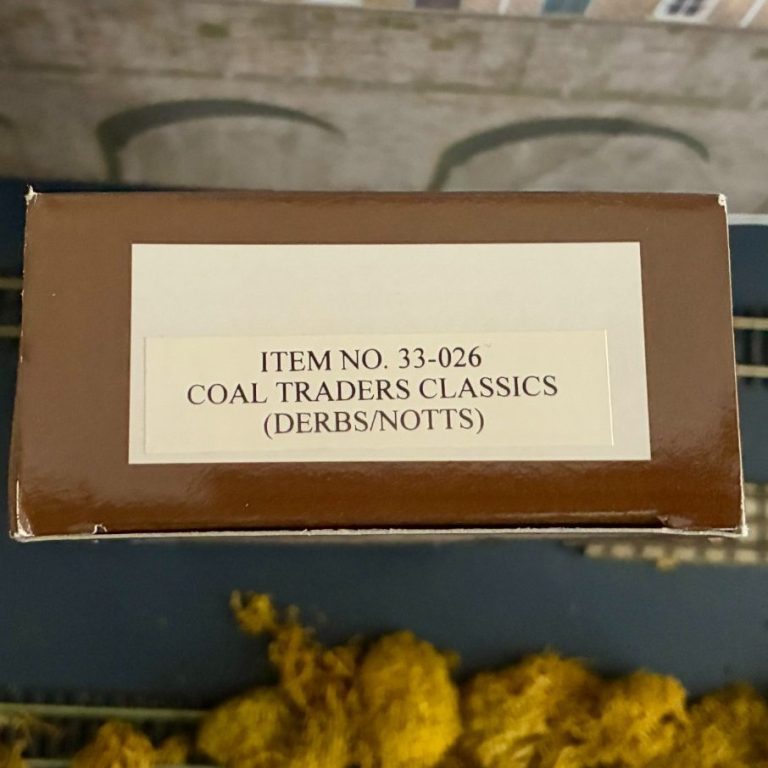 ITEM NO. 33-026
COAL TRADERS CLASSICS
(DERBS/NOTTS)